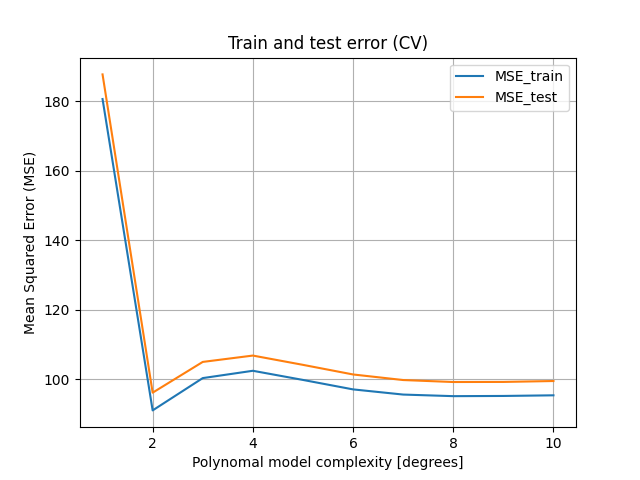 Train and test error (CV)
MSE_train
MSE_test
180
160
140
120
100
Mean Squared Error (MSE)
2 4 6 8 10
Polynomal model complexity [degrees]